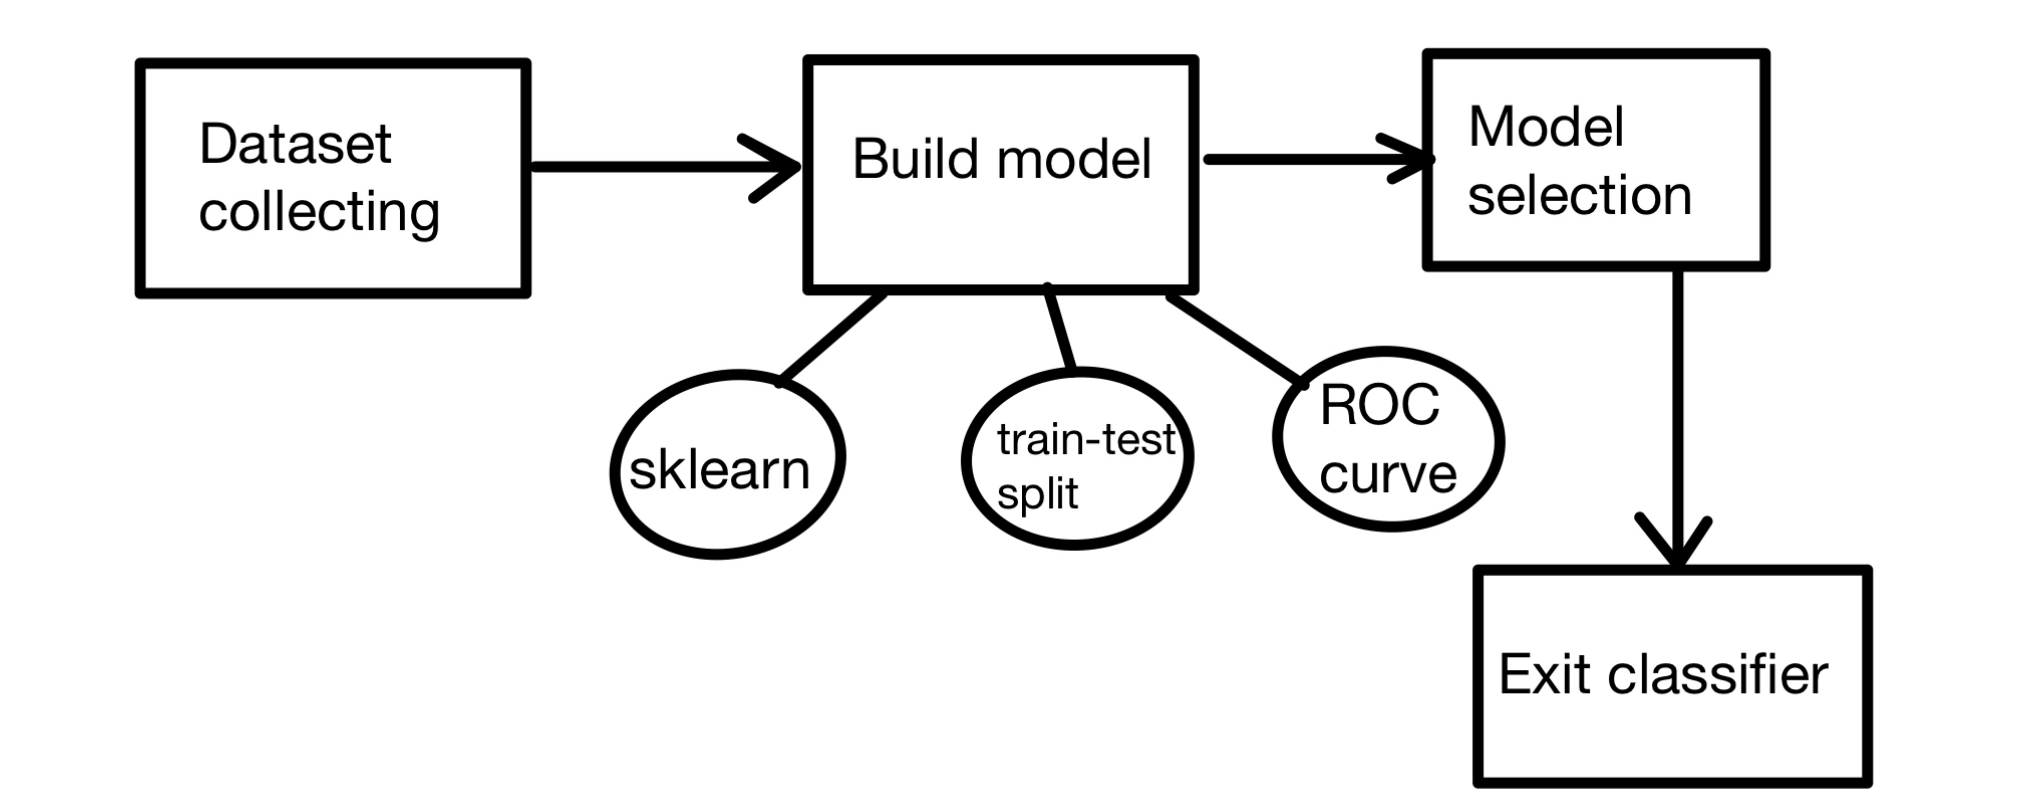 Dataset
collecting
Build model
Model
selection
sklearn
train-test
split
ROC
curve
Exit classifier